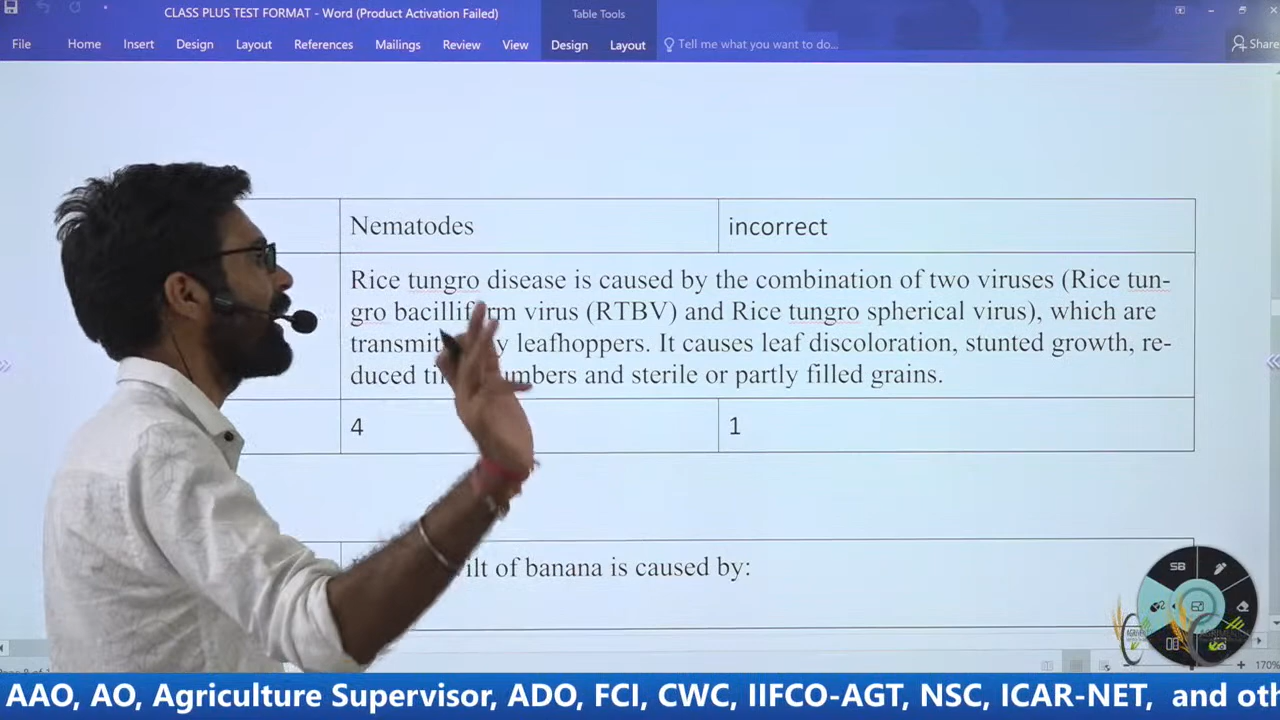 CLASS PLUS TEST FORMAT - Word (Product Activation Failed)
Table Tools
File Home Insert Design Layout References Mailings Review View Design Layout Tell me what you want to do... Share
Nematodes incorrect
Rice tungro disease is caused by the combination of two viruses (Rice tun-
gro bacilliform virus (RTBV) and Rice tungro spherical virus), which are
transmit y leafhoppers. It causes leaf discoloration, stunted growth, re-
duced ti umbers and sterile or partly filled grains.
4 1
ilt of banana is caused by:
SB
170%
AAO, AO, Agriculture Supervisor, ADO, FCI, CWC, IIFCO-AGT, NSC, ICAR-NET, and oth